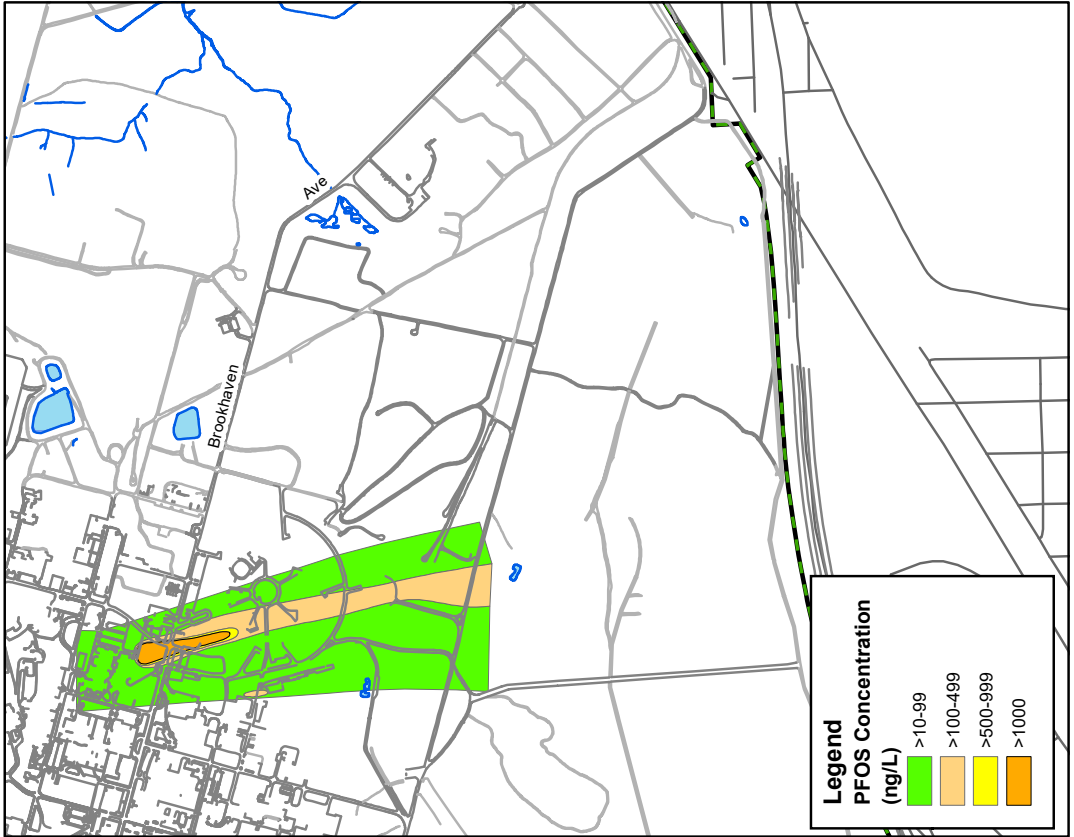 Brookhaven
Ave
Legend
PFOS Concentration
(ng/L)
>10-99
>100-499
>500-999
>1000